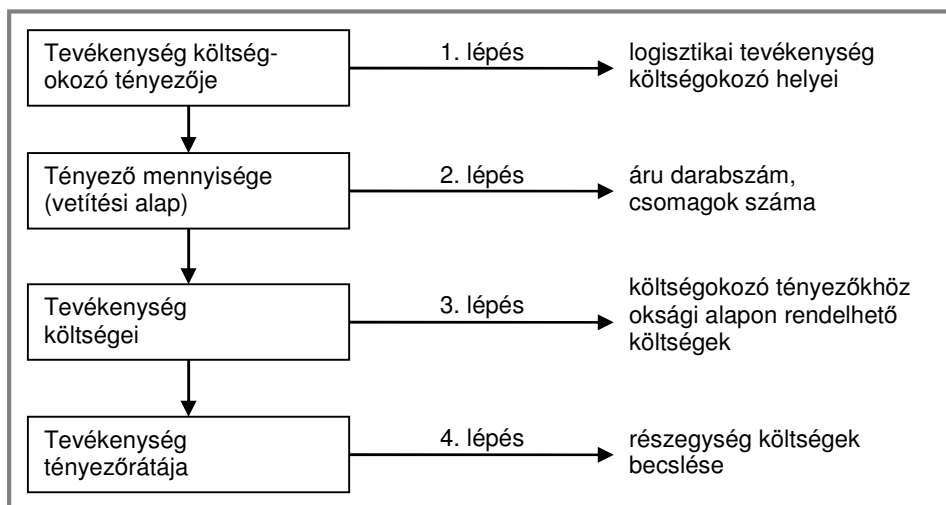 Tevékenység költség-
okozó tényezője
1. lépés
logisztikai tevékenység
költségokozó helyei
Tényező mennyisége
(vetítési alap)
2. lépés
áru darabszám,
csomagok száma
Tevékenység
költségei
3. lépés
költségokozó tényezőkhöz
oksági alapon rendelhető
költségek
Tevékenység
tényezőrátája
4. lépés
részegység költségek
becslése